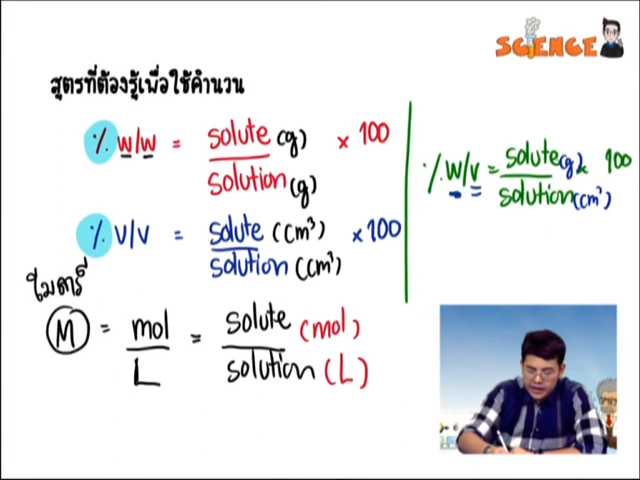 SCIENCE
สูตรที่ต้องรู้เพื่อใช้คำนวน
% w/w = solute (g) × 100
solution (g)
% v/v = solute (cm³) × 100
solution (cm³)
โมลาร์
M = mol = solute (mol)
L solution (L)
% w/v = solute (g) × 100
solution (cm³)